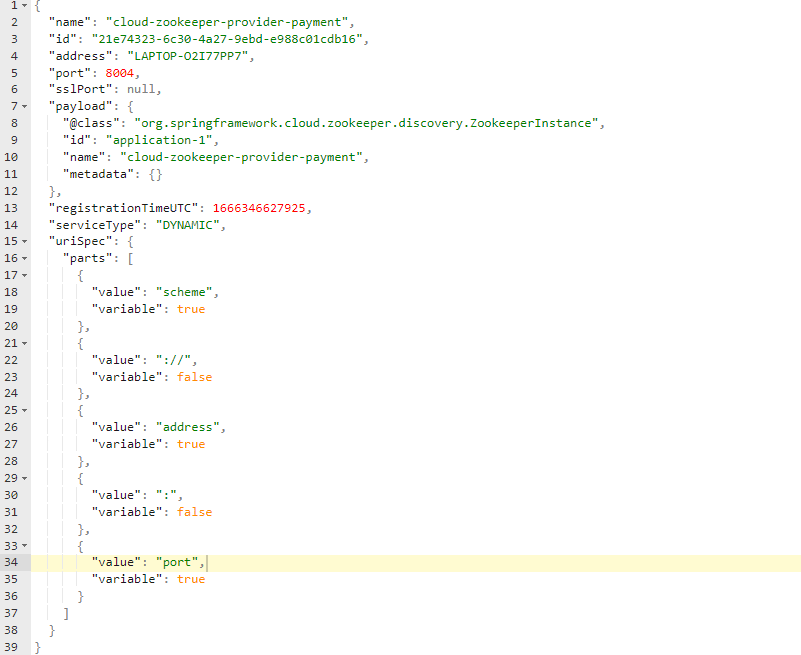 1 {
2   "name": "cloud-zookeeper-provider-payment",
3   "id": "21e74323-6c30-4a27-9ebd-e988c01cdb16",
4   "address": "LAPTOP-O2I77PP7",
5   "port": 8004,
6   "sslPort": null,
7   "payload": {
8     "@class": "org.springframework.cloud.zookeeper.discovery.ZookeeperInstance",
9     "id": "application-1",
10     "name": "cloud-zookeeper-provider-payment",
11     "metadata": {}
12   },
13   "registrationTimeUTC": 1666346627925,
14   "serviceType": "DYNAMIC",
15   "uriSpec": {
16     "parts": [
17       {
18         "value": "scheme",
19         "variable": true
20       },
21       {
22         "value": "://",
23         "variable": false
24       },
25       {
26         "value": "address",
27         "variable": true
28       },
29       {
30         "value": ":",
31         "variable": false
32       },
33       {
34         "value": "port",
35         "variable": true
36       }
37     ]
38   }
39 }